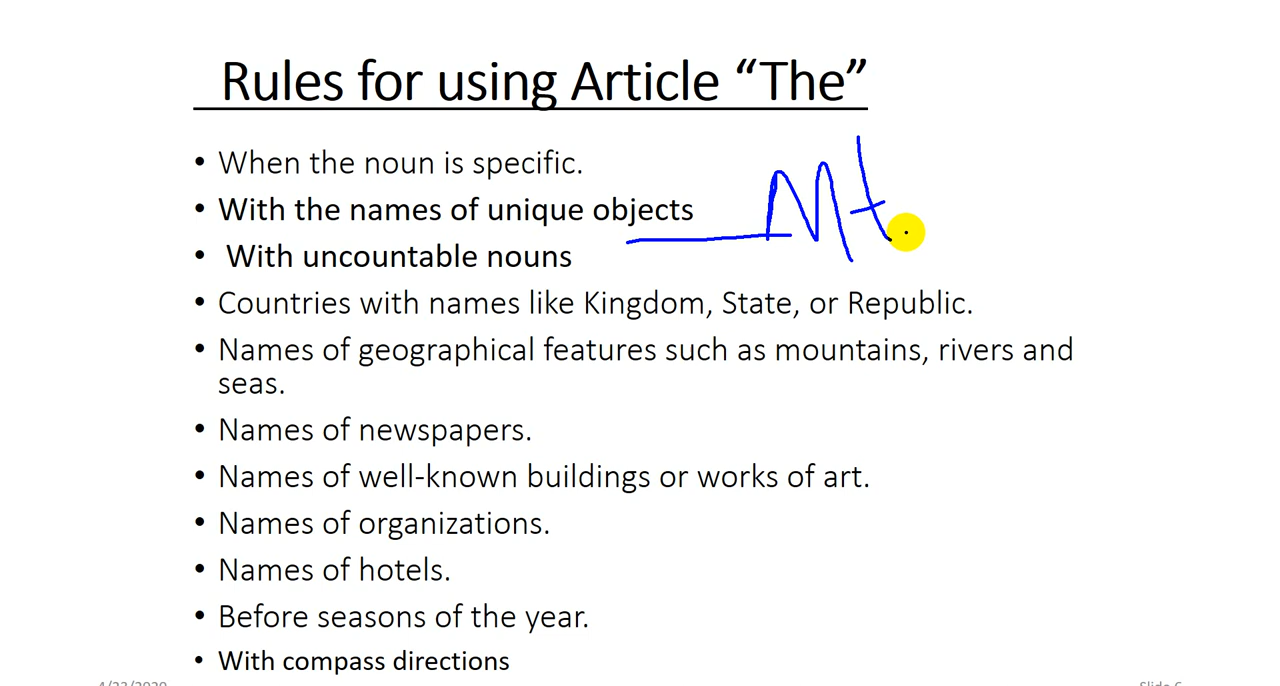 Rules for using Article “The”
• When the noun is specific.
• With the names of unique objects
Mt
• With uncountable nouns
• Countries with names like Kingdom, State, or Republic.
• Names of geographical features such as mountains, rivers and
seas.
• Names of newspapers.
• Names of well-known buildings or works of art.
• Names of organizations.
• Names of hotels.
• Before seasons of the year.
• With compass directions